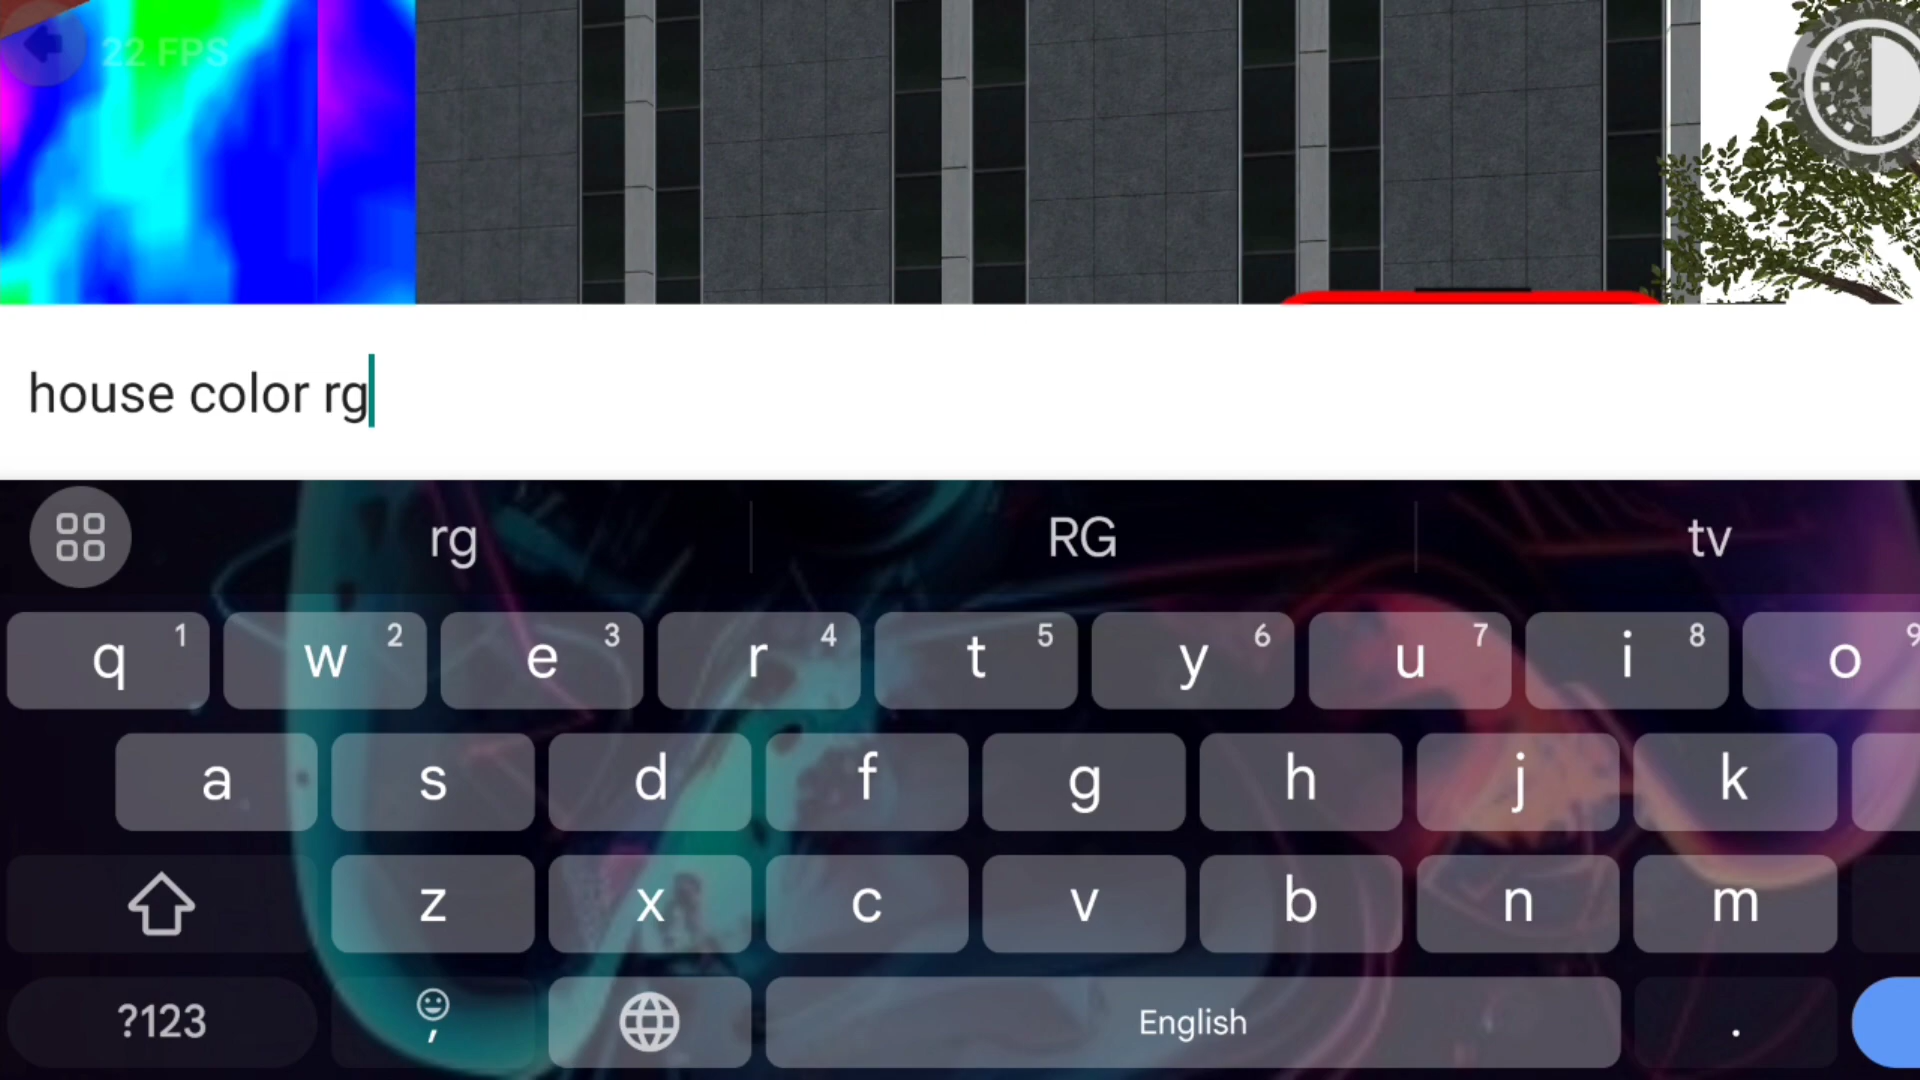 22 FPS
house color rg
rg RG tv
q 1 w 2 e 3 r 4 t 5 y 6 u 7 i 8 o 9
a s d f g h j k
z x c v b n m
?123 , English .